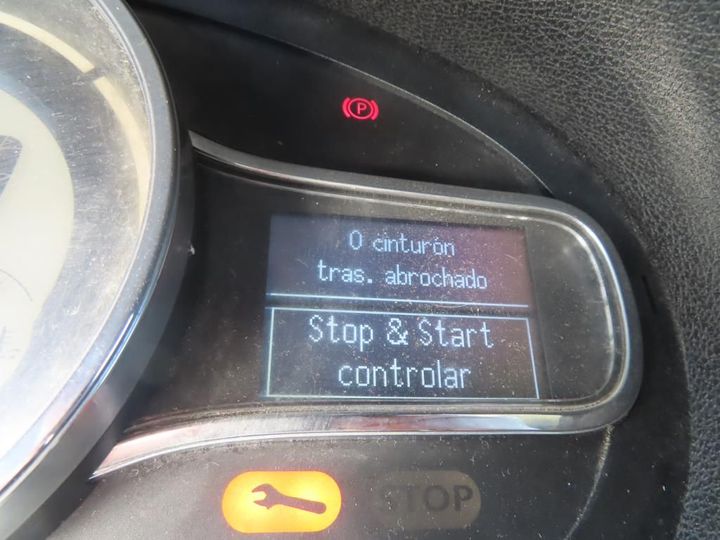 P
0 cinturón
tras. abrochado
Stop & Start
controlar
STOP